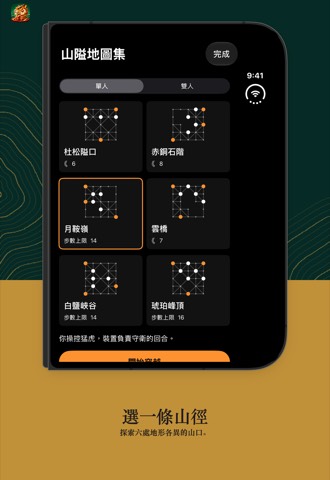 山隘地圖集
完成
9:41
單人
雙人
杜松隘口
6
赤銅石階
8
月鞍嶺
步數上限 14
雲橋
7
白鹽峽谷
步數上限 14
琥珀峰頂
步數上限 16
你操控猛虎，裝置負責守衛的回合。
選一條山徑
探索六處地形各異的山口。